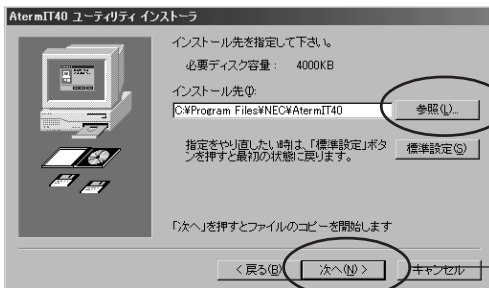 AtermIT40 ユーティリティ インストーラ
インストール先を指定して下さい。
必要ディスク容量： 4000KB
インストール先(I):
C:¥Program Files¥NEC¥AtermIT40
参照(L)...
指定をやり直したい時は、「標準設定」ボタ
ンを押すと最初の状態に戻ります。
標準設定(S)
「次へ」を押すとファイルのコピーを開始します
< 戻る(B)
次へ(N) >
キャンセル